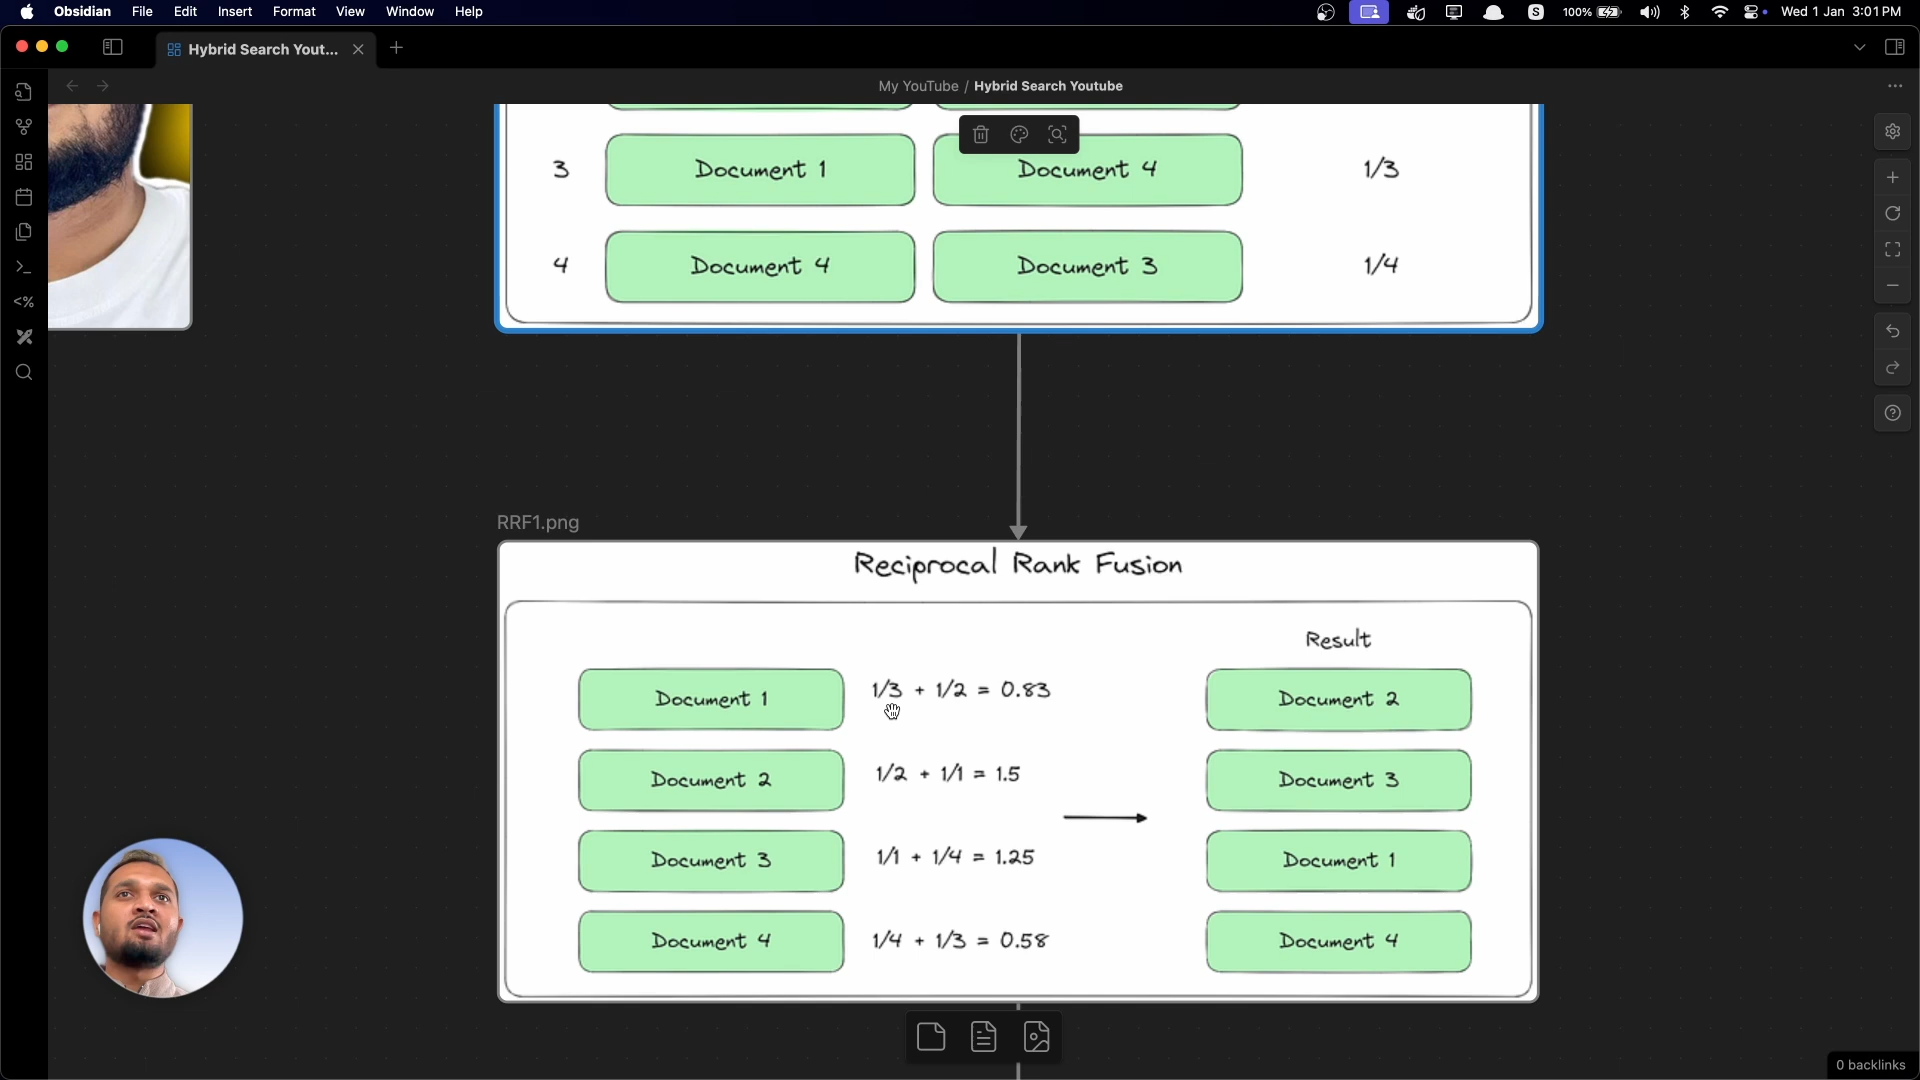 Obsidian File Edit Insert Format View Window Help
S 100% Wed 1 Jan 3:01 PM
Hybrid Search Yout...
My YouTube / Hybrid Search Youtube
<%
3 Document 1 Document 4 1/3
4 Document 4 Document 3 1/4
RRF1.png
Reciprocal Rank Fusion
Result
Document 1 1/3 + 1/2 = 0.83 Document 2
Document 2 1/2 + 1/1 = 1.5 Document 3
Document 3 1/1 + 1/4 = 1.25 Document 1
Document 4 1/4 + 1/3 = 0.58 Document 4
0 backlinks